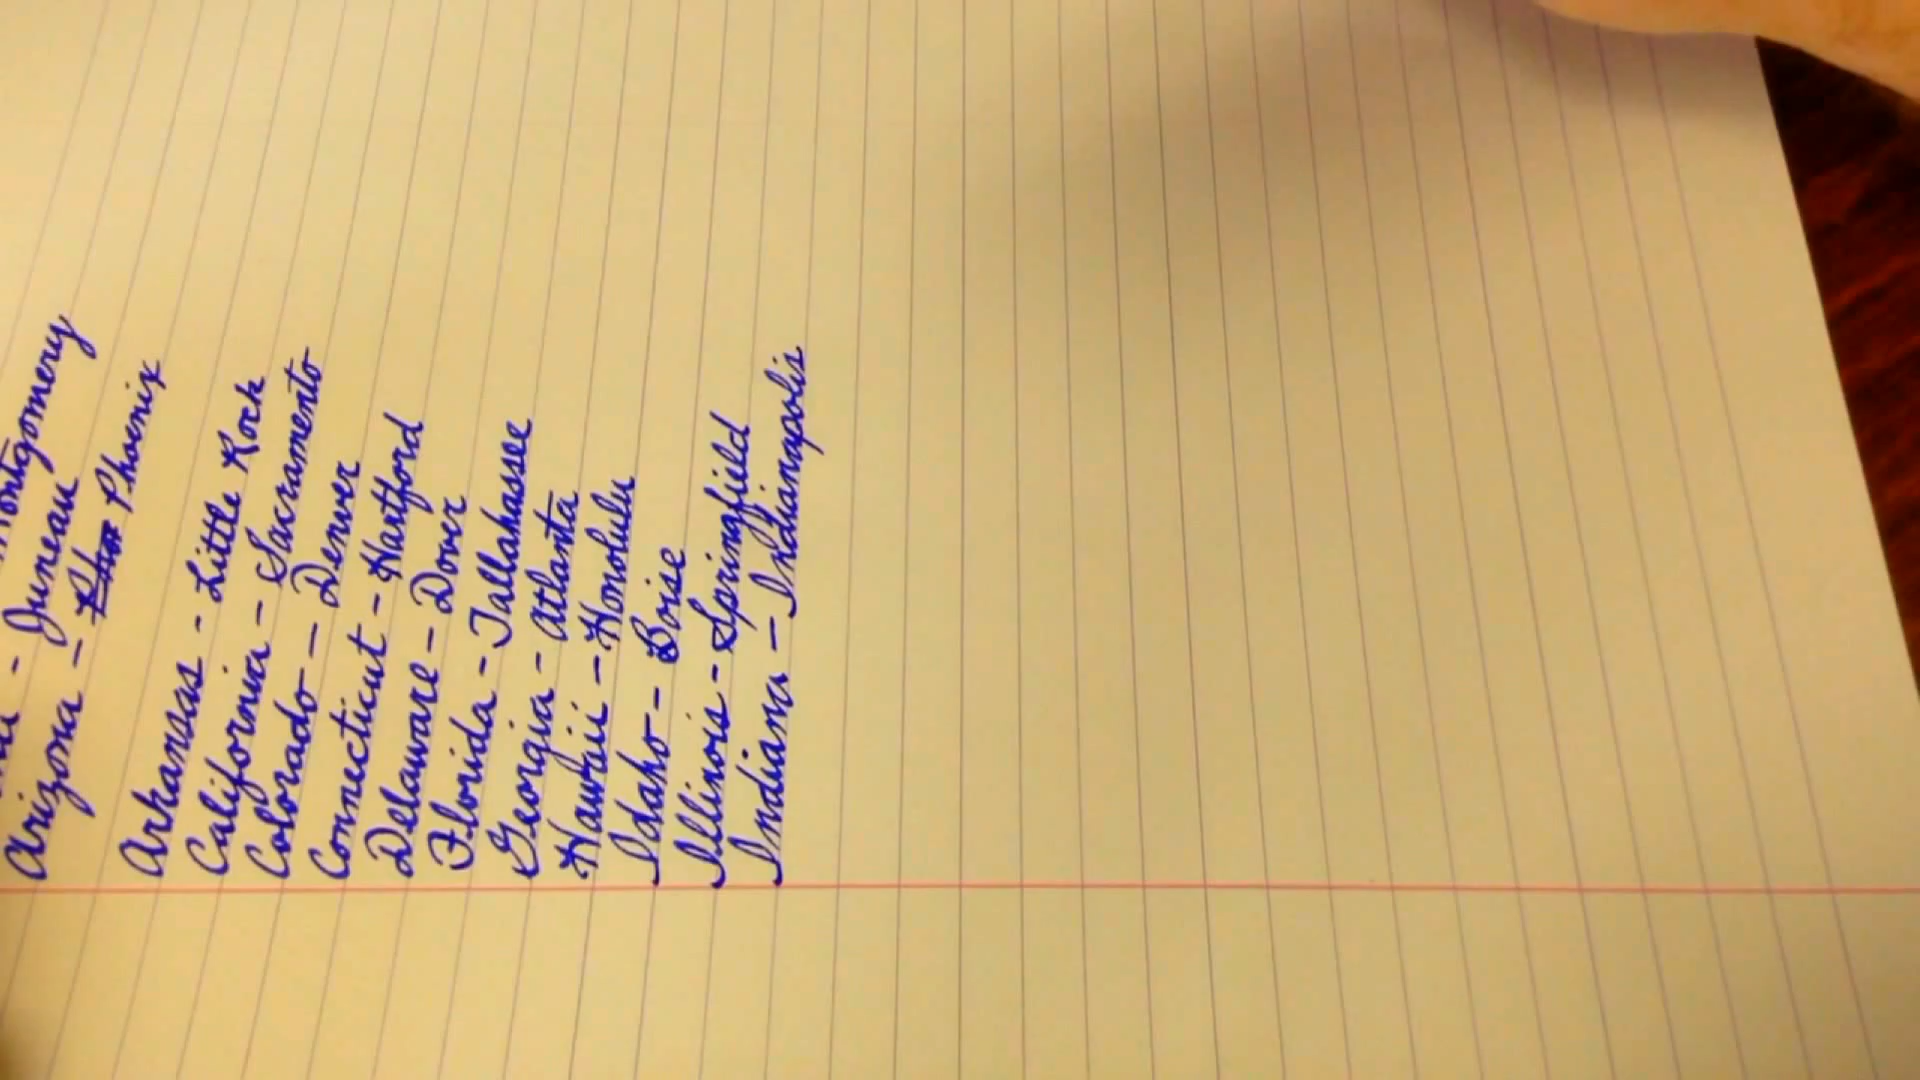 ontgomery
- Juneau
Arizona - Phoenix
Arkansas - Little Rock
California - Sacramento
Colorado - Denver
Connecticut - Hartford
Delaware - Dover
Florida - Tallahassee
Georgia - Atlanta
Hawaii - Honolulu
Idaho - Boise
Illinois - Springfield
Indiana - Indianapolis